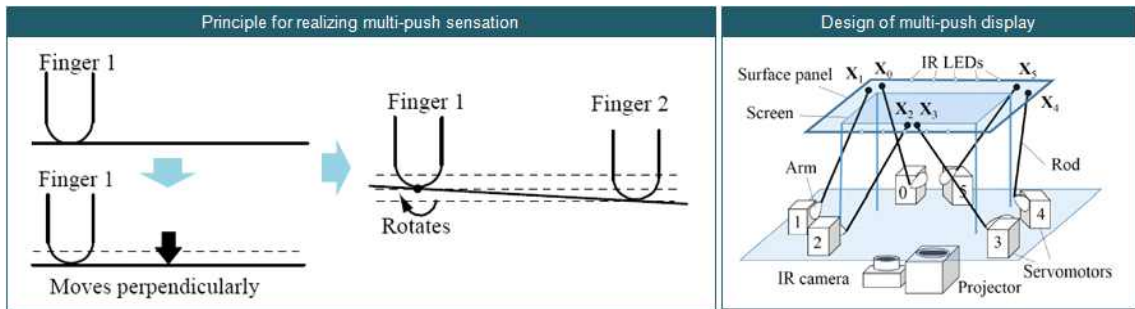 Principle for realizing multi-push sensation
Finger 1
Finger 1
Moves perpendicularly
Finger 1
Finger 2
Rotates
Design of multi-push display
IR LEDs
Surface panel
X1 X0
X5
X4
Screen
X2 X3
Arm
Rod
0
5
1
4
2
3
Servomotors
IR camera
Projector